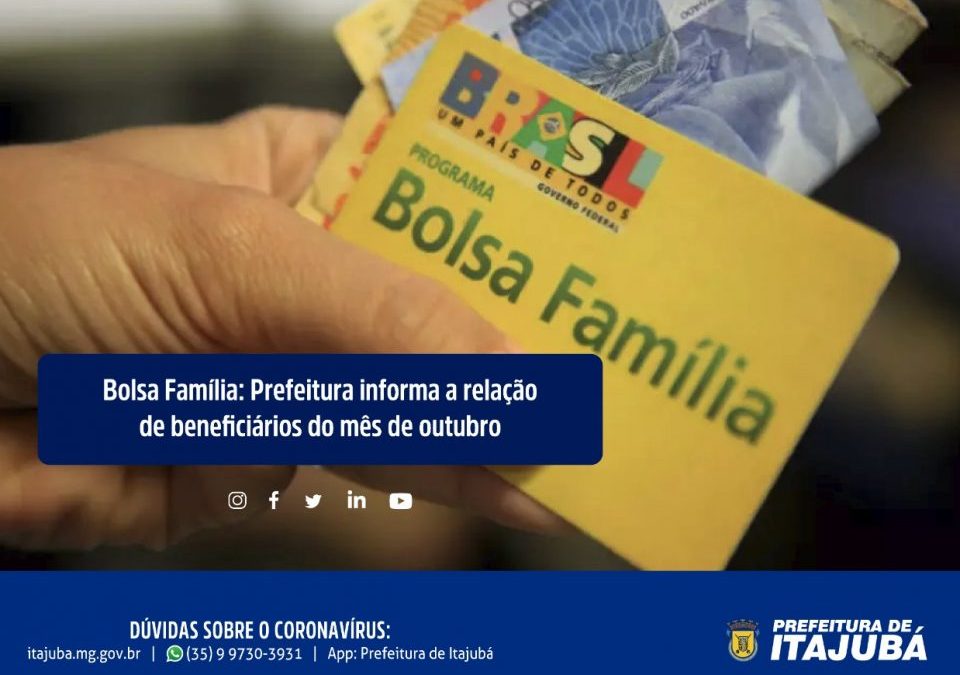 BRASIL
UM PAÍS DE TODOS
GOVERNO FEDERAL
PROGRAMA
Bolsa Família
Bolsa Família: Prefeitura informa a relação
de beneficiários do mês de outubro
DÚVIDAS SOBRE O CORONAVÍRUS:
itajuba.mg.gov.br | (35) 9 9730-3931 | App: Prefeitura de Itajubá
PREFEITURA DE
ITAJUBÁ